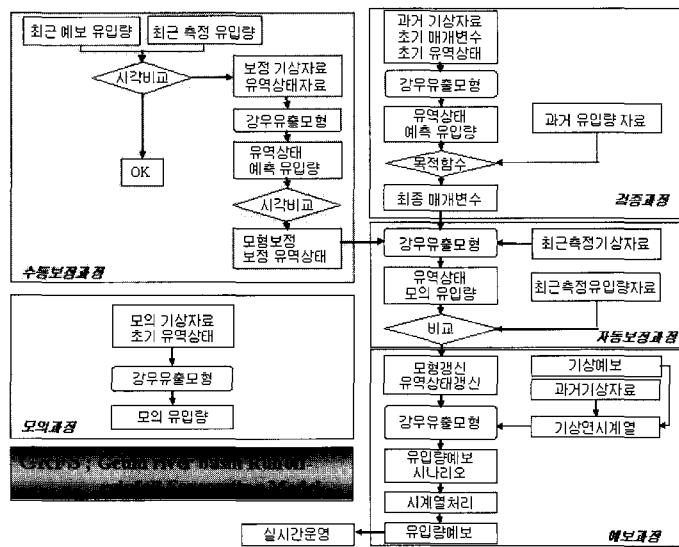 최근 예보 유입량
최근 측정 유입량
시각비교
OK
보정 기상자료
유역상태자료
강우유출모형
유역상태
예측 유입량
시각비교
모형보정
보정 유역상태
수동보정과정
모의 기상자료
초기 유역상태
강우유출모형
모의 유입량
모의과정
과거 기상자료
초기 매개변수
초기 유역상태
강우유출모형
유역상태
예측 유입량
과거 유입량 자료
목적함수
최종 매개변수
검증과정
강우유출모형
최근측정기상자료
유역상태
모의 유입량
최근측정유입량자료
비교
자동보정과정
모형갱신
유역상태갱신
기상예보
과거기상자료
강우유출모형
기상연시계열
유입량예보
시나리오
시계열처리
유입량예보
실시간운영
예보과정